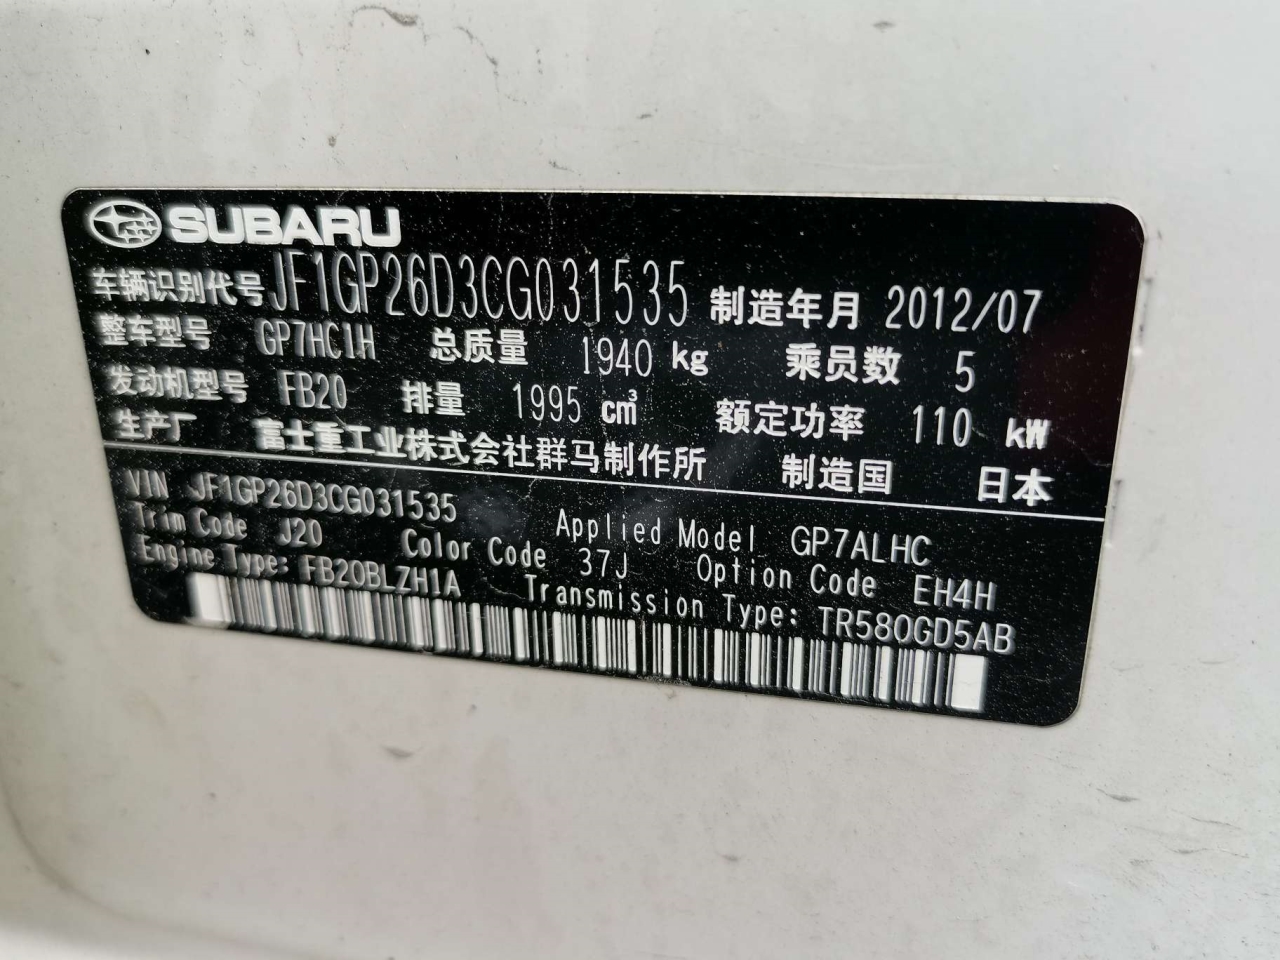 SUBARU
车辆识别代号 JF1GP26D3CG031535 制造年月 2012/07
整车型号 GP7HC1H 总质量 1940 kg 乘员数 5
发动机型号 FB20 排量 1995 cm³ 额定功率 110 kW
生产厂 富士重工业株式会社群马制作所 制造国 日本
VIN JF1GP26D3CG031535 Applied Model GP7ALHC
Trim Code J20 Color Code 37J Option Code EH4H
Engine Type: FB20BLZH1A Transmission Type: TR580GD5AB